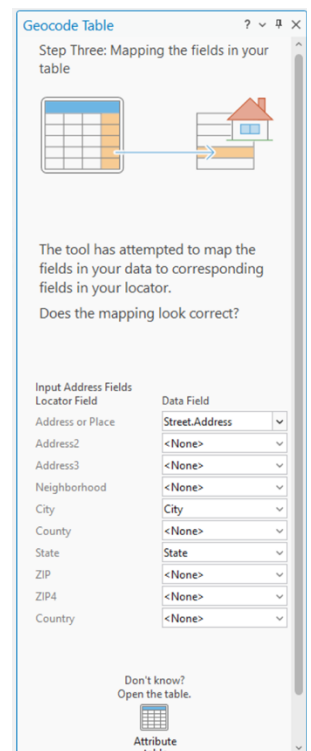 Geocode Table ?
Step Three: Mapping the fields in your
table
The tool has attempted to map the
fields in your data to corresponding
fields in your locator.
Does the mapping look correct?
Input Address Fields
Locator Field Data Field
Address or Place Street.Address
Address2 <None>
Address3 <None>
Neighborhood <None>
City City
County <None>
State State
ZIP <None>
ZIP4 <None>
Country <None>
Don't know?
Open the table.
Attribute